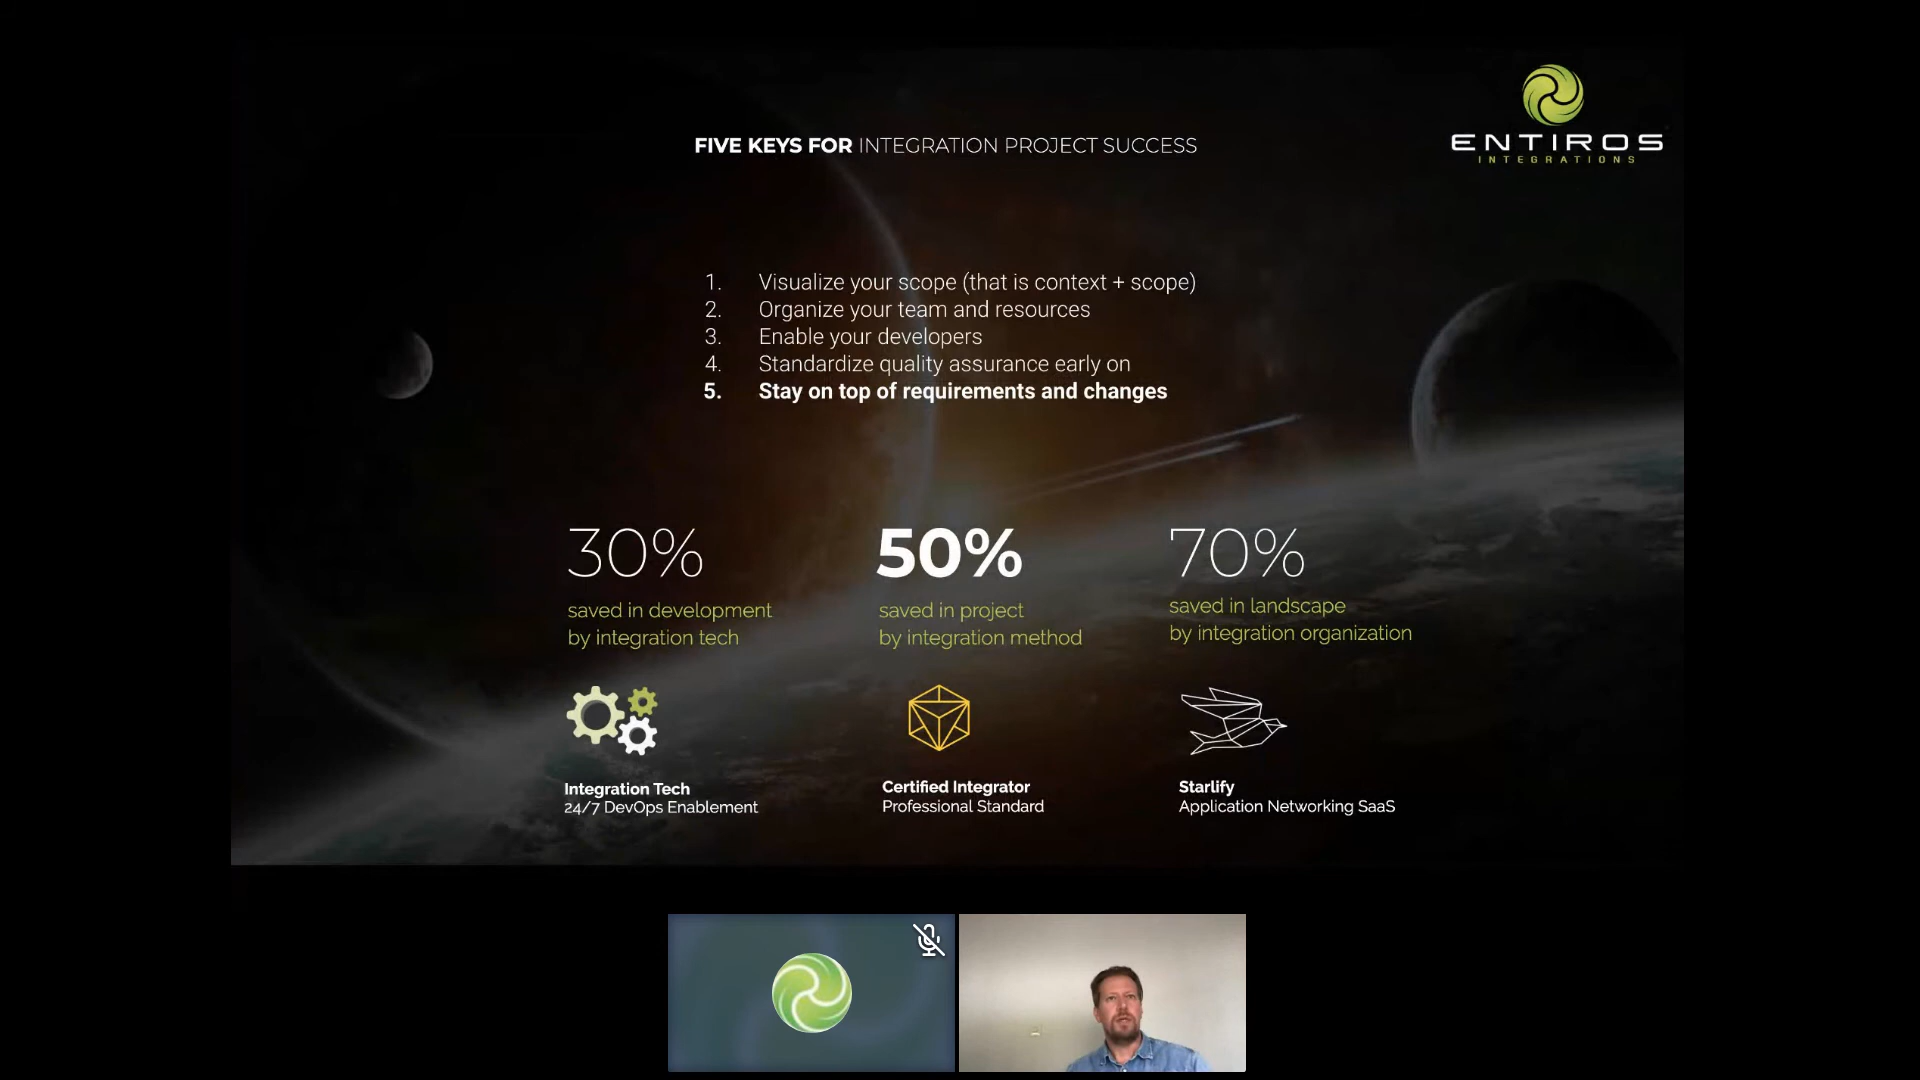 ENTIROS
INTEGRATIONS
FIVE KEYS FOR INTEGRATION PROJECT SUCCESS
1. Visualize your scope (that is context + scope)
2. Organize your team and resources
3. Enable your developers
4. Standardize quality assurance early on
5. Stay on top of requirements and changes
30%
saved in development
by integration tech
50%
saved in project
by integration method
70%
saved in landscape
by integration organization
Integration Tech
24/7 DevOps Enablement
Certified Integrator
Professional Standard
Starlify
Application Networking SaaS